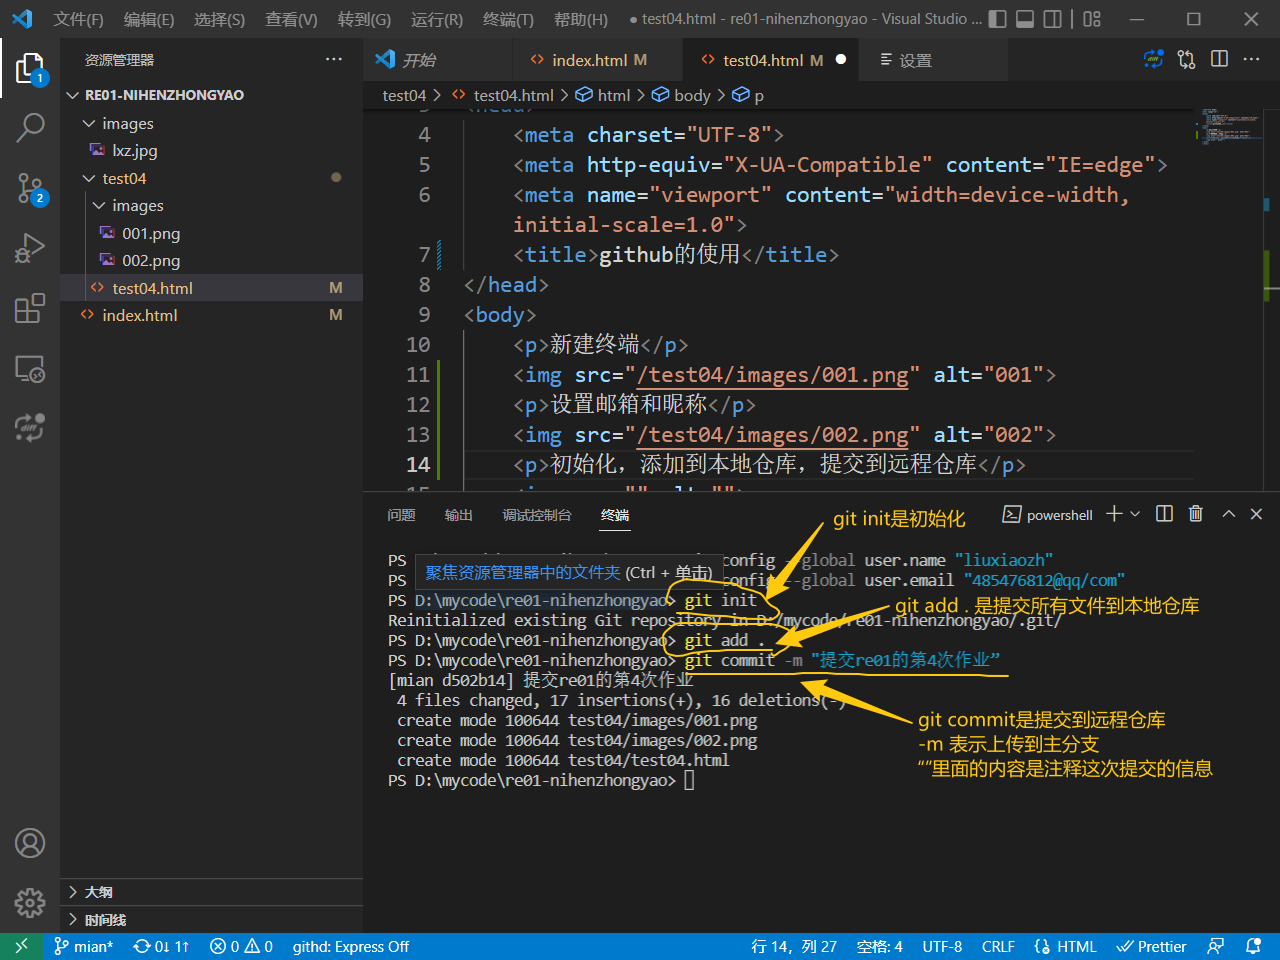 文件(F) 编辑(E) 选择(S) 查看(V) 转到(G) 运行(R) 终端(T) 帮助(H) ● test04.html - re01-nihenzhongyao - Visual Studio ...
资源管理器
RE01-NIHENZHONGYAO
images
lxz.jpg
test04
images
001.png
002.png
test04.html M
index.html M
大纲
时间线
1
2
开始 index.html M test04.html M ● 设置
test04 > test04.html > html > body > p
4 <meta charset="UTF-8">
5 <meta http-equiv="X-UA-Compatible" content="IE=edge">
6 <meta name="viewport" content="width=device-width,
initial-scale=1.0">
7 <title>github的使用</title>
8 </head>
9 <body>
10 <p>新建终端</p>
11 <img src="/test04/images/001.png" alt="001">
12 <p>设置邮箱和昵称</p>
13 <img src="/test04/images/002.png" alt="002">
14 <p>初始化，添加到本地仓库，提交到远程仓库</p>
问题 输出 调试控制台 终端
powershell
git init是初始化
PS config --global user.name "liuxiaozh"
聚焦资源管理器中的文件夹 (Ctrl + 单击)
PS config --global user.email "485476812@qq/com"
PS D:\mycode\re01-nihenzhongyao> git init
git add . 是提交所有文件到本地仓库
Reinitialized existing Git repository in D:/mycode/re01-nihenzhongyao/.git/
PS D:\mycode\re01-nihenzhongyao> git add .
PS D:\mycode\re01-nihenzhongyao> git commit -m "提交re01的第4次作业”
[mian d502b14] 提交re01的第4次作业
4 files changed, 17 insertions(+), 16 deletions(-)
create mode 100644 test04/images/001.png
create mode 100644 test04/images/002.png
create mode 100644 test04/test04.html
PS D:\mycode\re01-nihenzhongyao>
git commit是提交到远程仓库
-m 表示上传到主分支
“”里面的内容是注释这次提交的信息
mian* 0↓ 1↑ 0 0 githd: Express Off 行 14，列 27 空格: 4 UTF-8 CRLF HTML Prettier